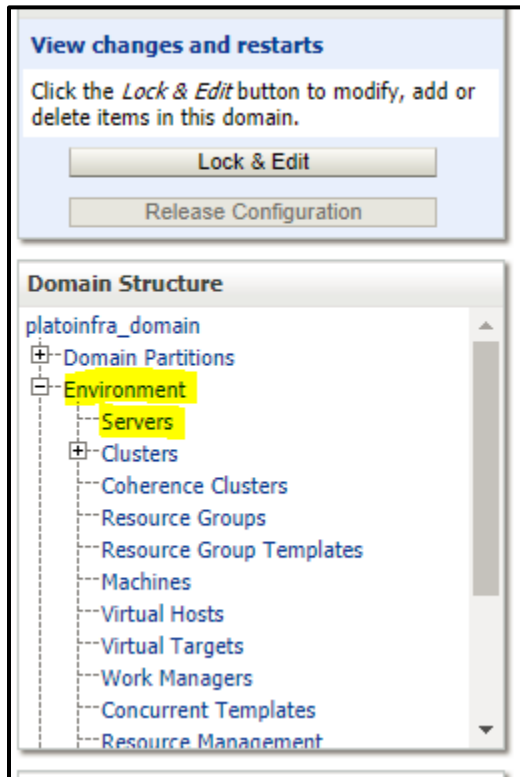 View changes and restarts
Click the Lock & Edit button to modify, add or
delete items in this domain.
Lock & Edit
Release Configuration
Domain Structure
platoinfra_domain
Domain Partitions
Environment
Servers
Clusters
Coherence Clusters
Resource Groups
Resource Group Templates
Machines
Virtual Hosts
Virtual Targets
Work Managers
Concurrent Templates
Resource Management